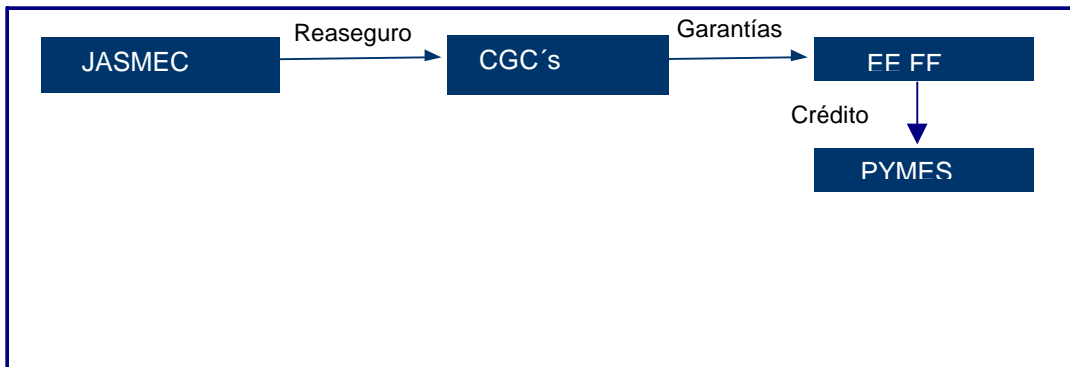 Reaseguro
Garantías
JASMEC
CGC´s
EE FF
Crédito
PYMES